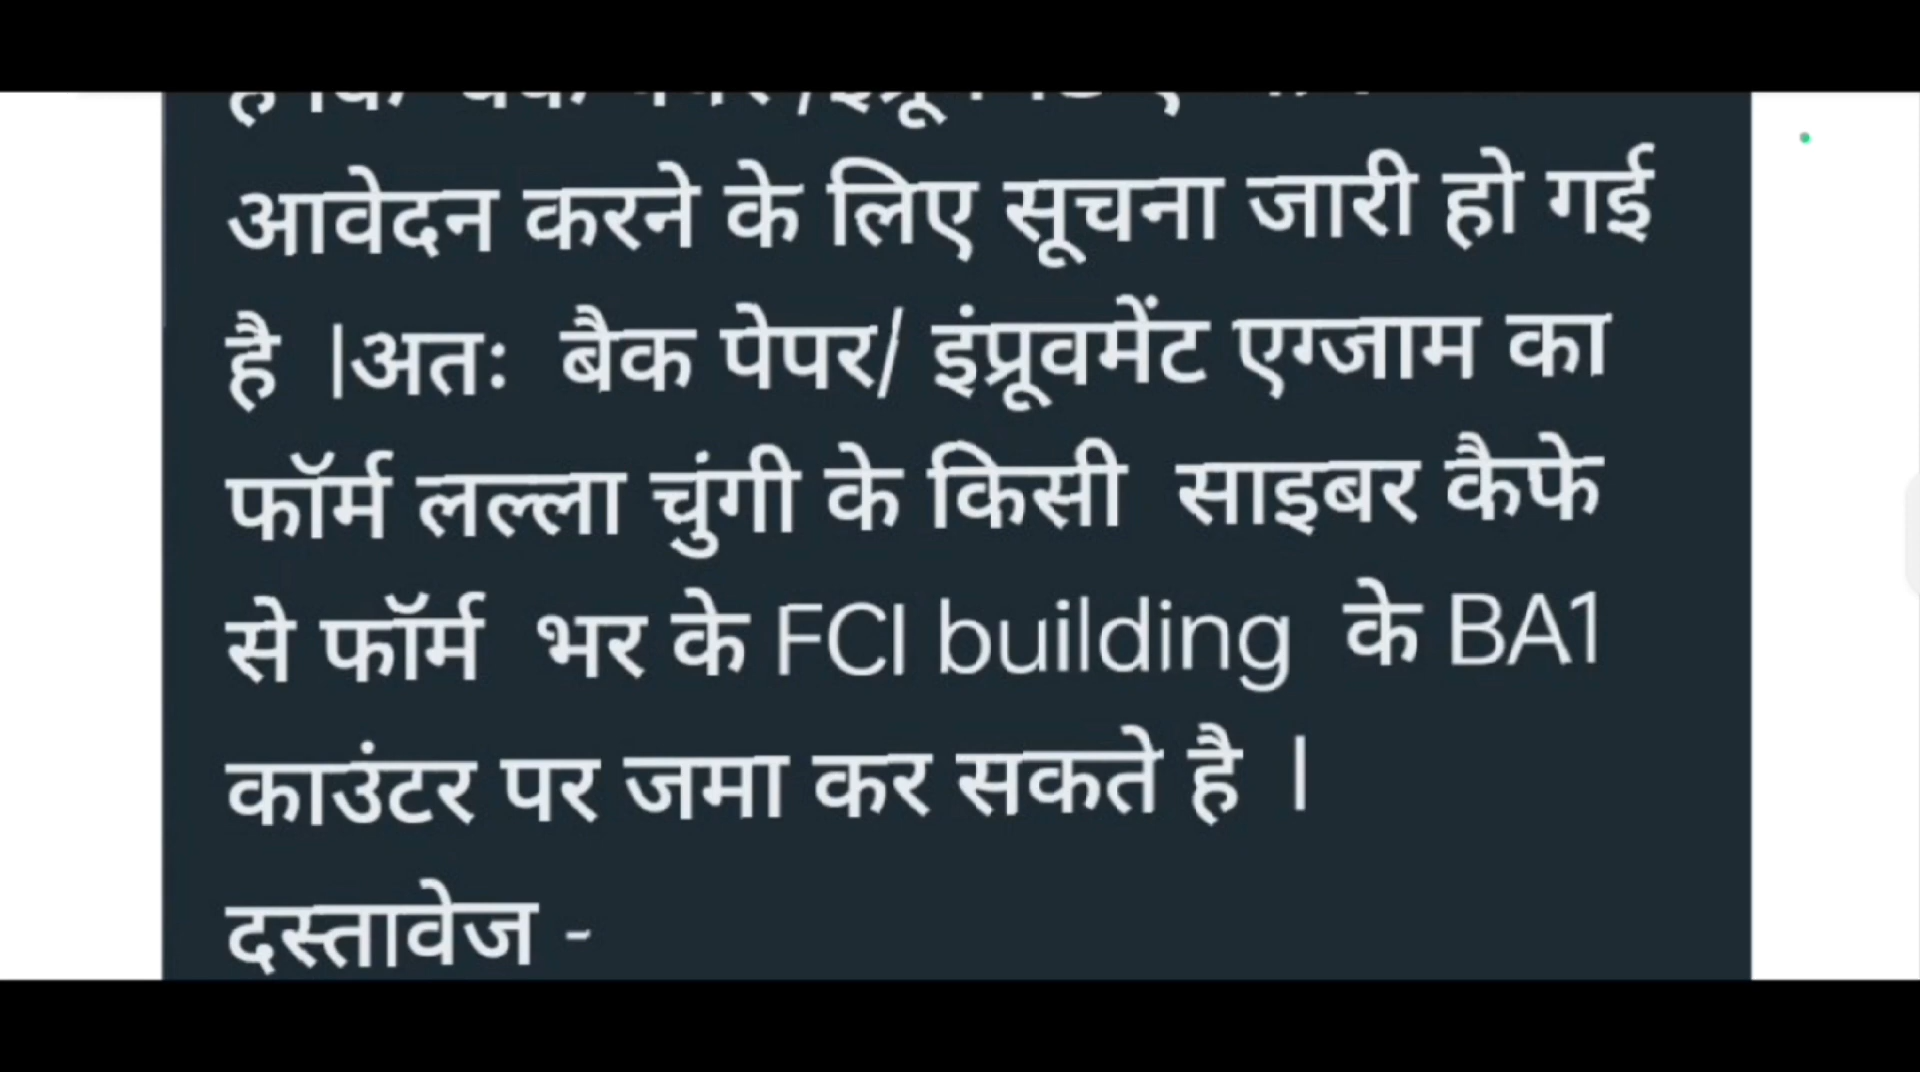 आवेदन करने के लिए सूचना जारी हो गई
है ।अतः बैक पेपर/ इंप्रूवमेंट एग्जाम का
फॉर्म लल्ला चुंगी के किसी साइबर कैफे
से फॉर्म भर के FCI building के BA1
काउंटर पर जमा कर सकते है ।
दस्तावेज -